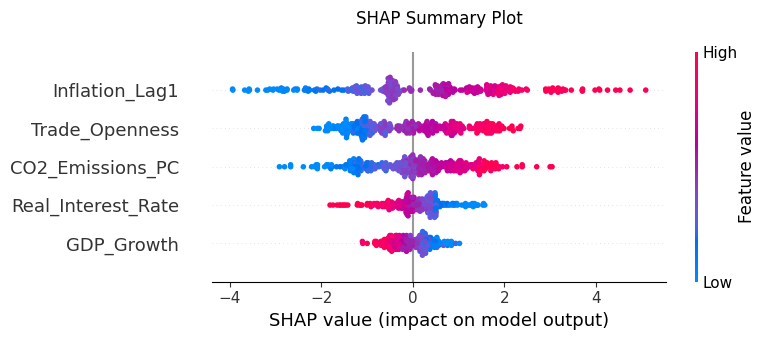 SHAP Summary Plot
High
Inflation_Lag1
Trade_Openness
CO2_Emissions_PC
Real_Interest_Rate
GDP_Growth
Feature value
Low
−4 −2 0 2 4
SHAP value (impact on model output)